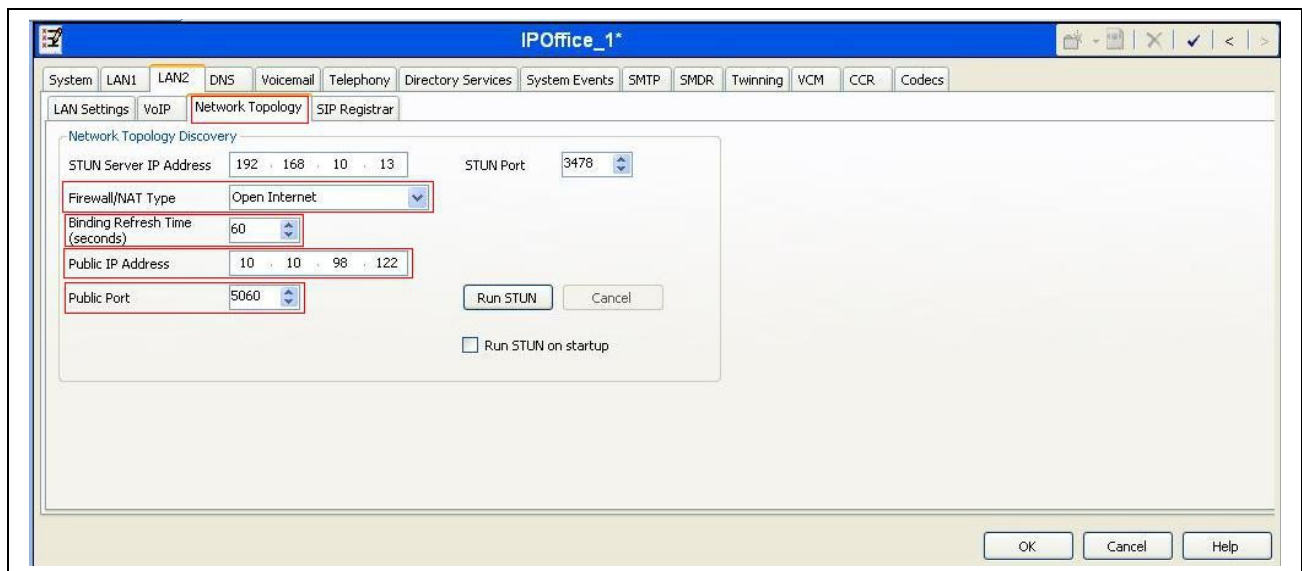 IPOffice_1*
System LAN1 LAN2 DNS Voicemail Telephony Directory Services System Events SMTP SMDR Twinning VCM CCR Codecs
LAN Settings VoIP Network Topology SIP Registrar
Network Topology Discovery
STUN Server IP Address 192 . 168 . 10 . 13 STUN Port 3478
Firewall/NAT Type Open Internet
Binding Refresh Time
(seconds) 60
Public IP Address 10 . 10 . 98 . 122
Public Port 5060 Run STUN Cancel
Run STUN on startup
OK Cancel Help